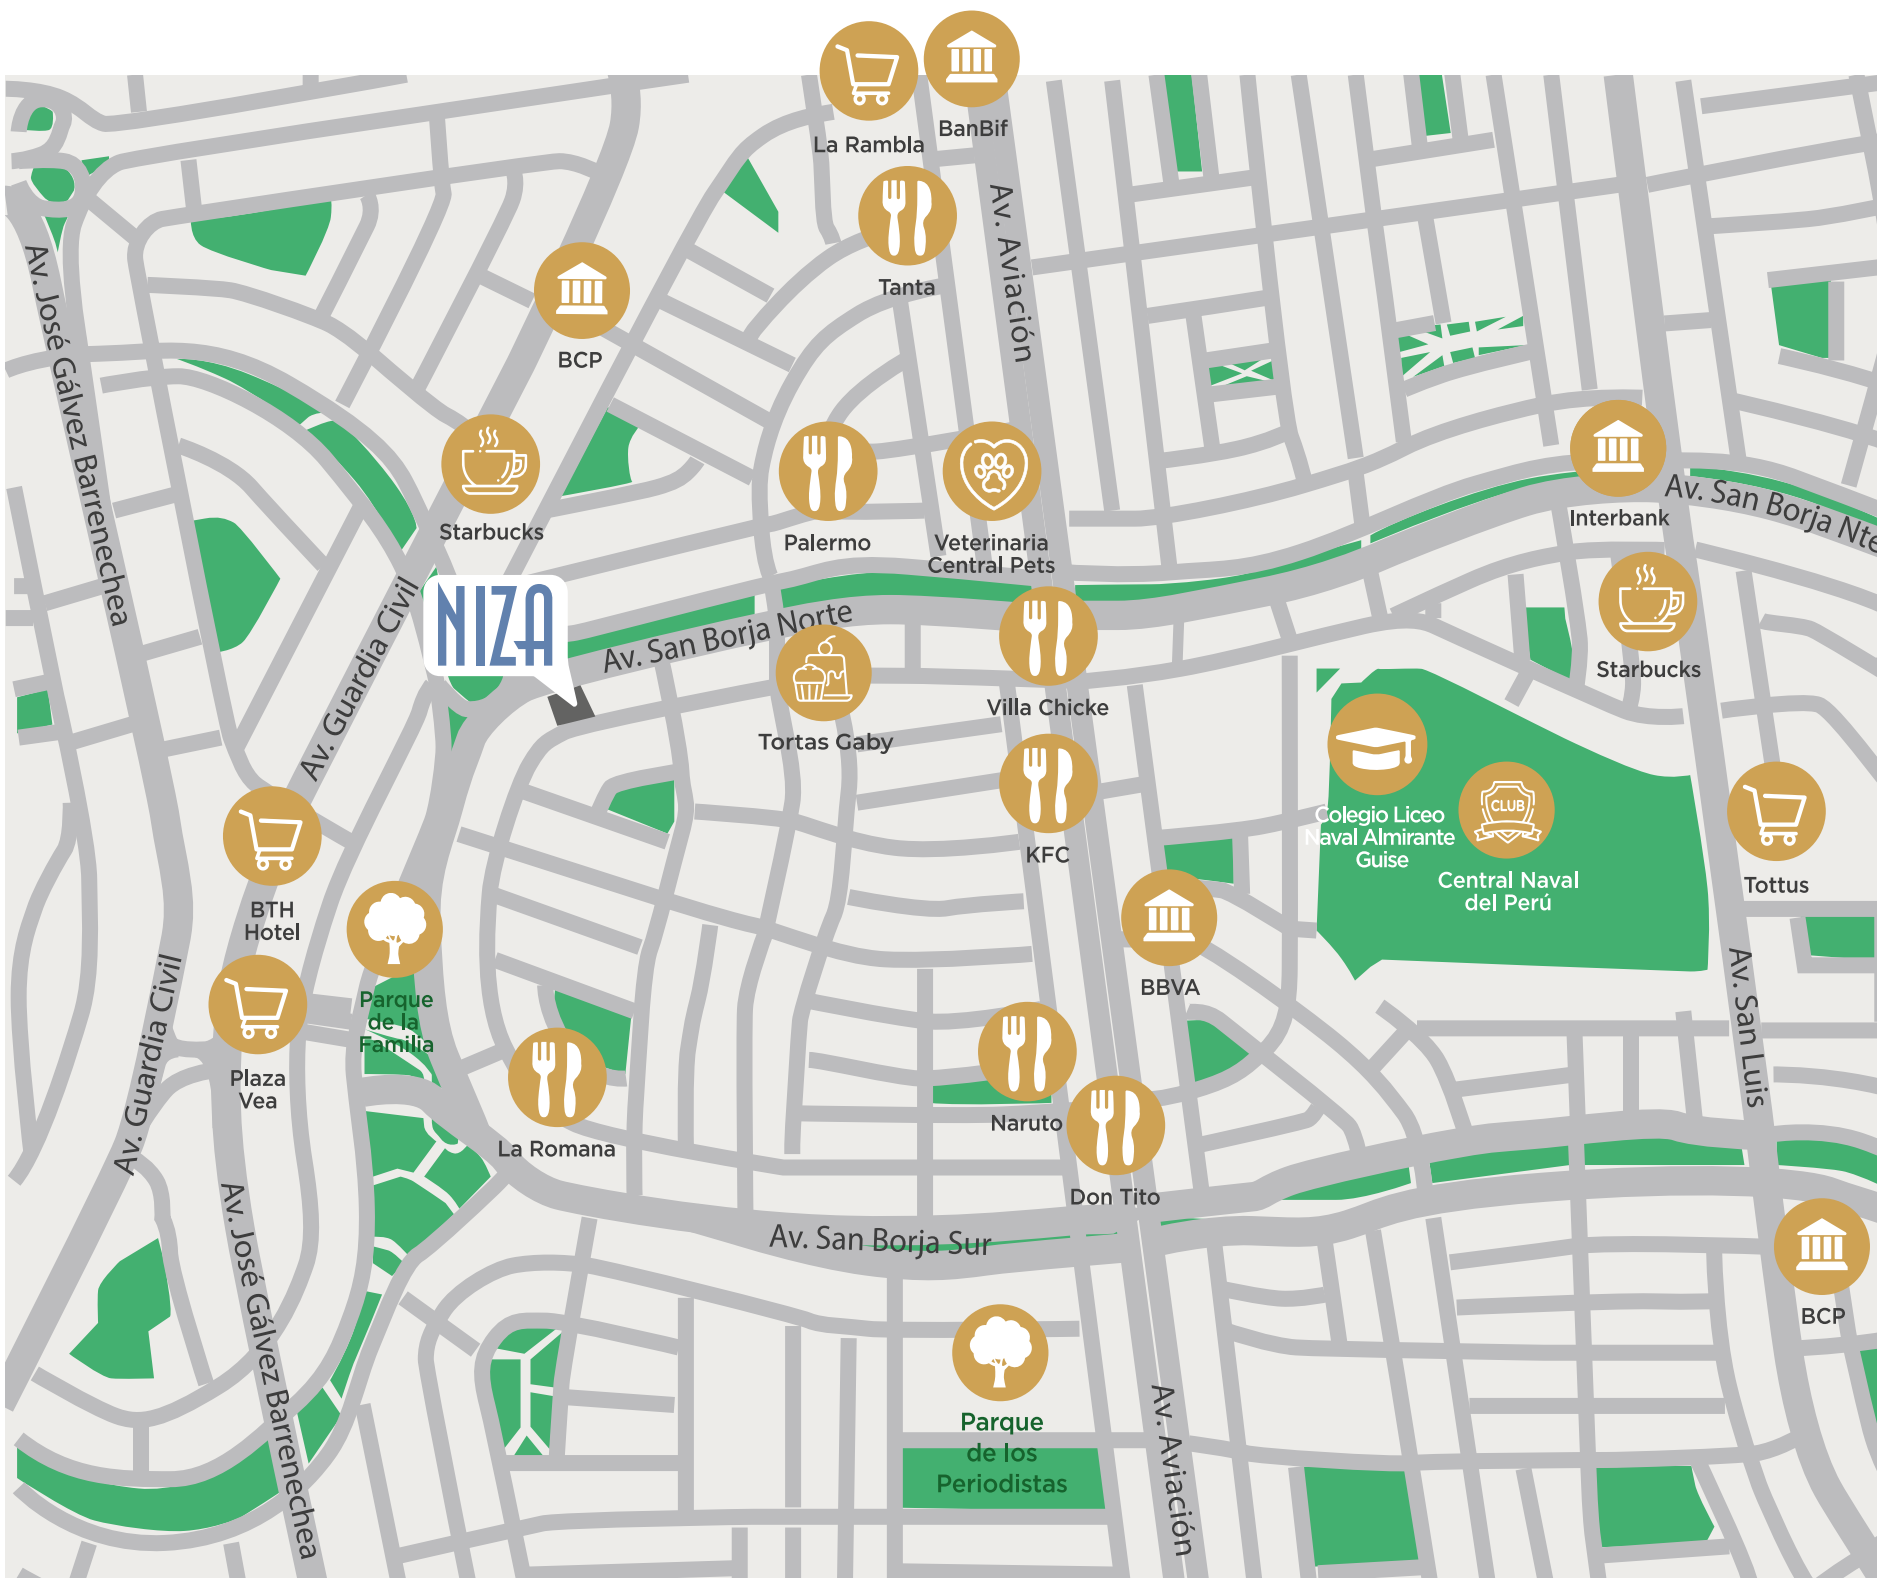 La Rambla
BanBif
Tanta
Av. Aviación
BCP
Av. José Gálvez Barrenechea
Starbucks
Palermo
Veterinaria
Central Pets
Interbank
Av. San Borja Nte
NIZA
Av. San Borja Norte
Av. Guardia Civil
Starbucks
Villa Chicke
Tortas Gaby
KFC
Colegio Liceo
Naval Almirante
Guise
CLUB
Central Naval
del Perú
Tottus
BTH
Hotel
Parque
de la
Familia
BBVA
Av. San Luis
Av. Guardia Civil
Plaza
Vea
La Romana
Naruto
Don Tito
Av. San Borja Sur
Av. José Gálvez Barrenechea
BCP
Parque
de los
Periodistas
Av. Aviación